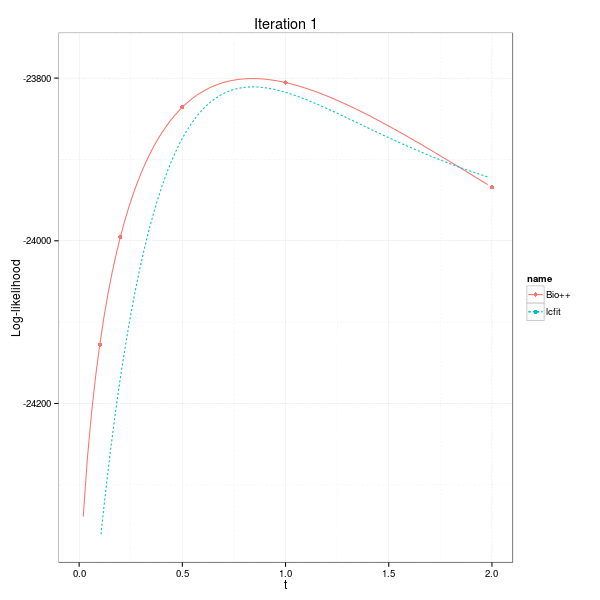 Iteration 1
Log-likelihood
-23800
-24000
-24200
0.0
0.5
1.0
1.5
2.0
t
name
Bio++
lcfit